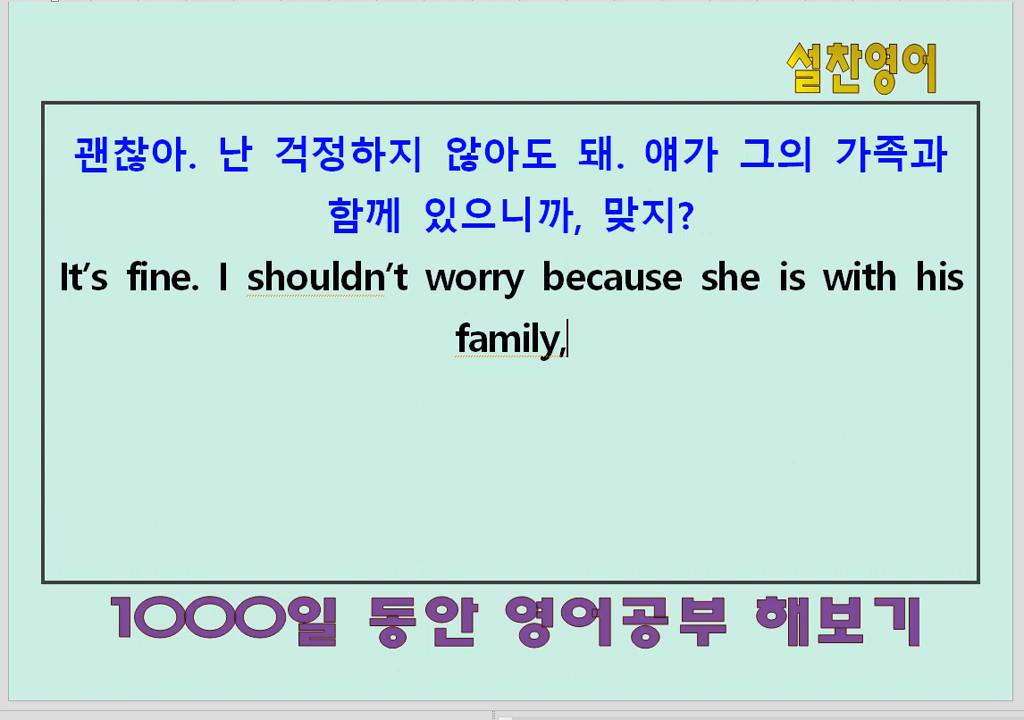 설찬영어
괜찮아. 난 걱정하지 않아도 돼. 얘가 그의 가족과
함께 있으니까, 맞지?
It's fine. I shouldn't worry because she is with his
family,
1000일 동안 영어공부 해보기